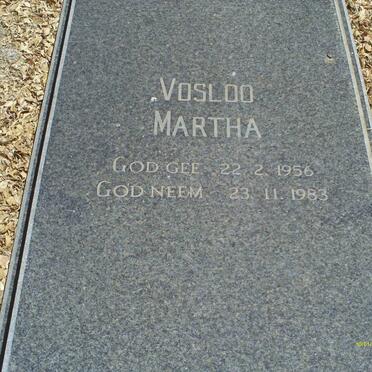 VOSLOO
MARTHA
GOD GEE 22. 2. 1956
GOD NEEM 23. 11. 1983